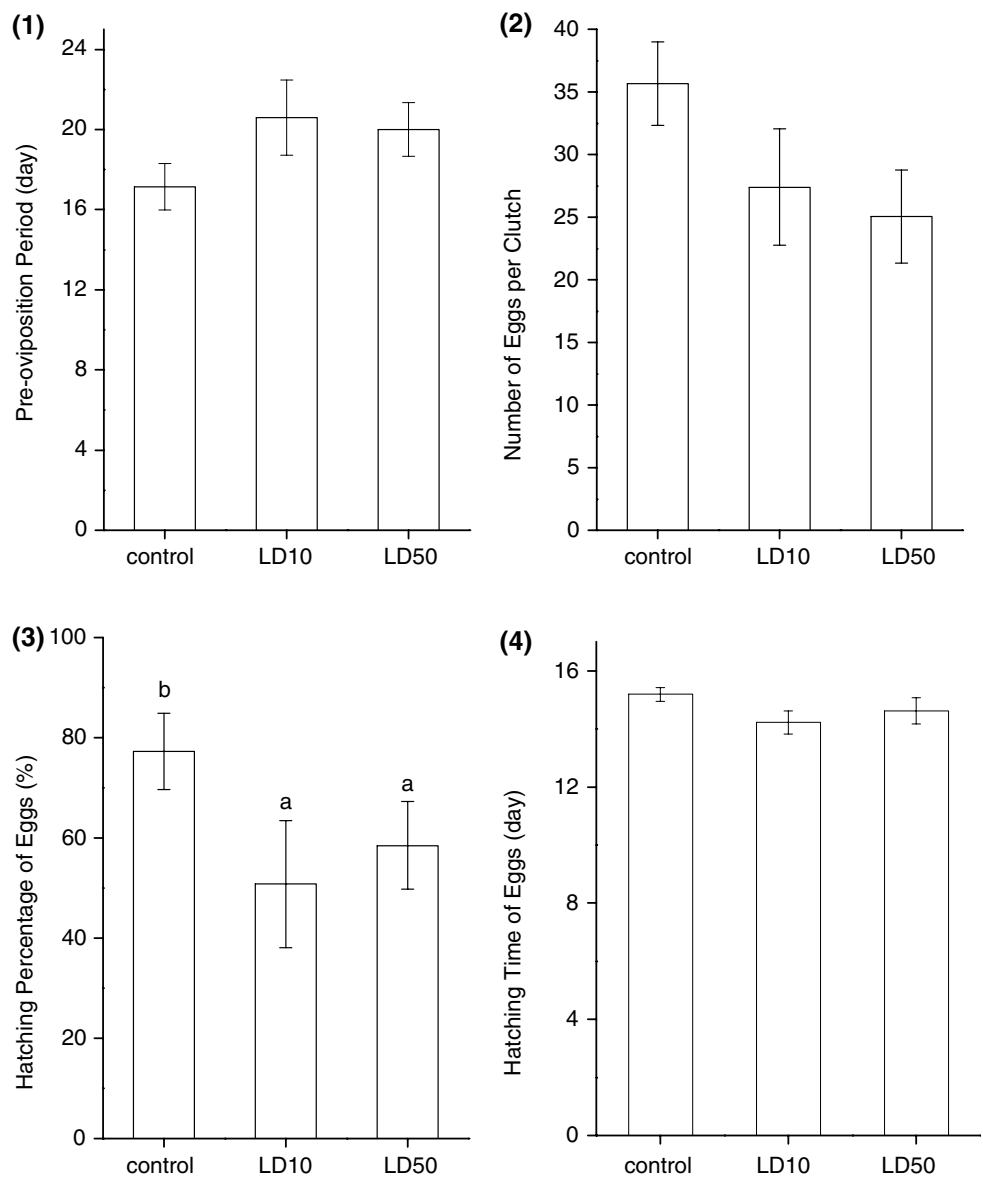 (1)
Pre-oviposition Period (day)
24
20
16
12
8
4
0
control LD10 LD50
(2)
Number of Eggs per Clutch
40
35
30
25
20
15
10
5
0
control LD10 LD50
(3)
Hatching Percentage of Eggs (%)
100
80
60
40
20
0
b
a
a
control LD10 LD50
(4)
Hatching Time of Eggs (day)
16
12
8
4
0
control LD10 LD50